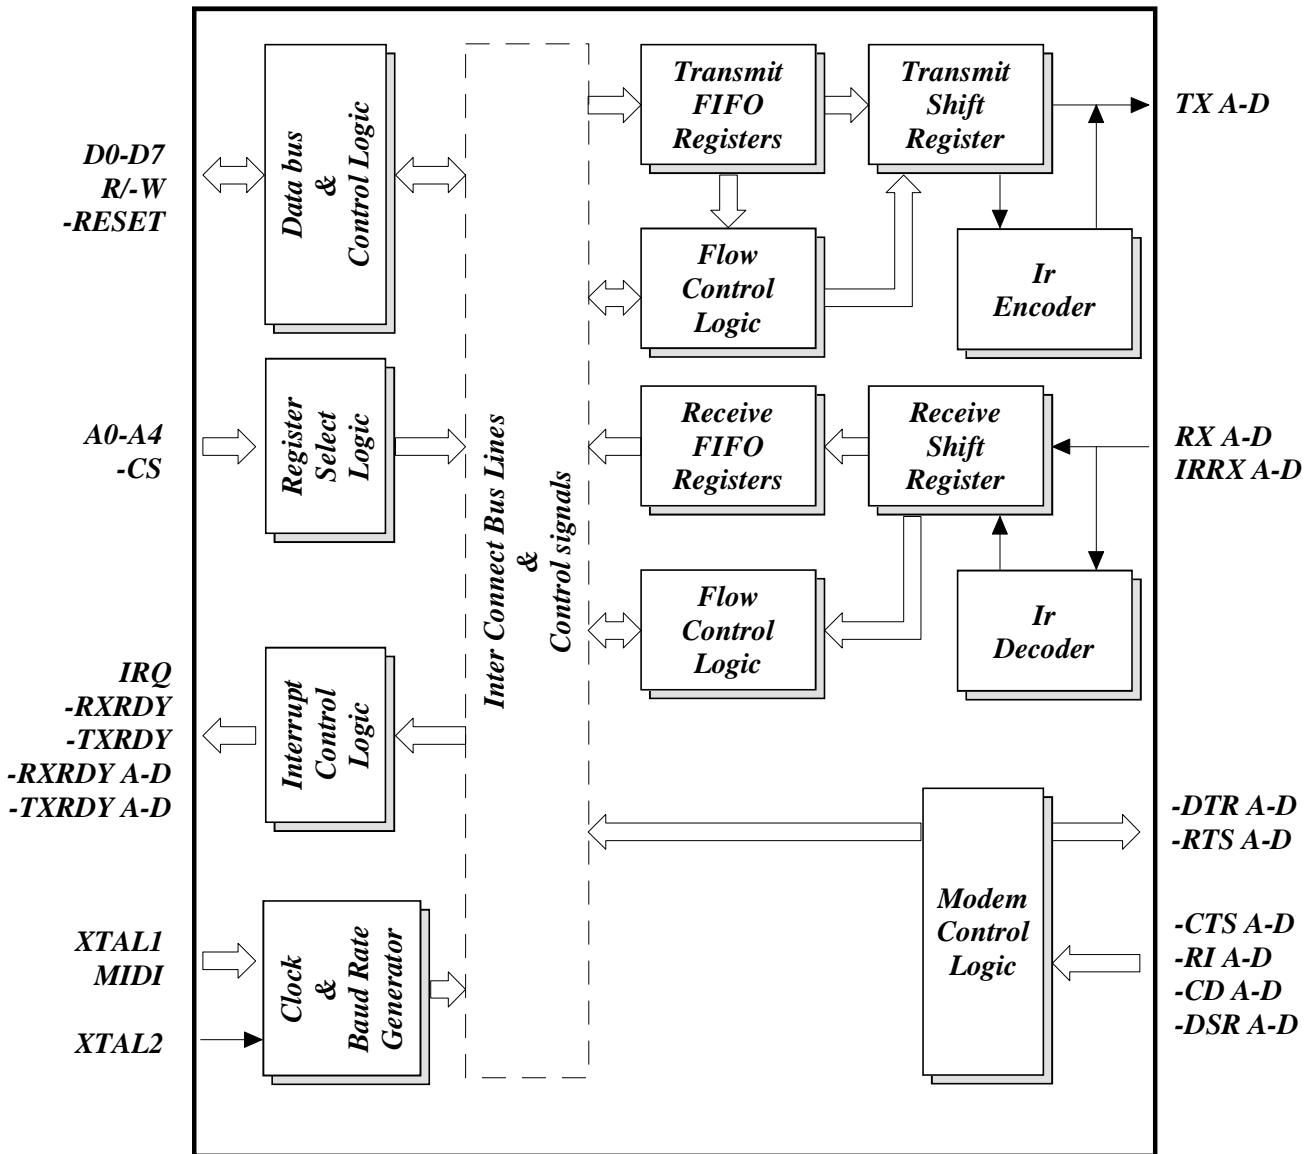 D0-D7
R/-W
-RESET
A0-A4
-CS
IRQ
-RXRDY
-TXRDY
-RXRDY A-D
-TXRDY A-D
XTAL1
MIDI
XTAL2
Data bus
&
Control Logic
Register
Select
Logic
Interrupt
Control
Logic
Clock
&
Baud Rate
Generator
Inter Connect Bus Lines
&
Control signals
Transmit
FIFO
Registers
Transmit
Shift
Register
Flow
Control
Logic
Ir
Encoder
Receive
FIFO
Registers
Receive
Shift
Register
Flow
Control
Logic
Ir
Decoder
Modem
Control
Logic
TX A-D
RX A-D
IRRX A-D
-DTR A-D
-RTS A-D
-CTS A-D
-RI A-D
-CD A-D
-DSR A-D